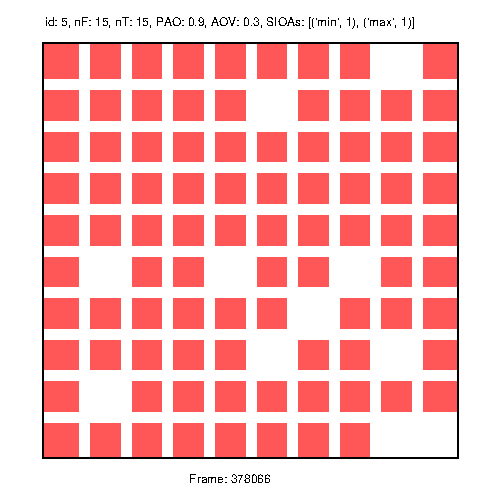 id: 5, nF: 15, nT: 15, PAO: 0.9, AOV: 0.3, SIOAs: [('min', 1), ('max', 1)]
Frame: 378066